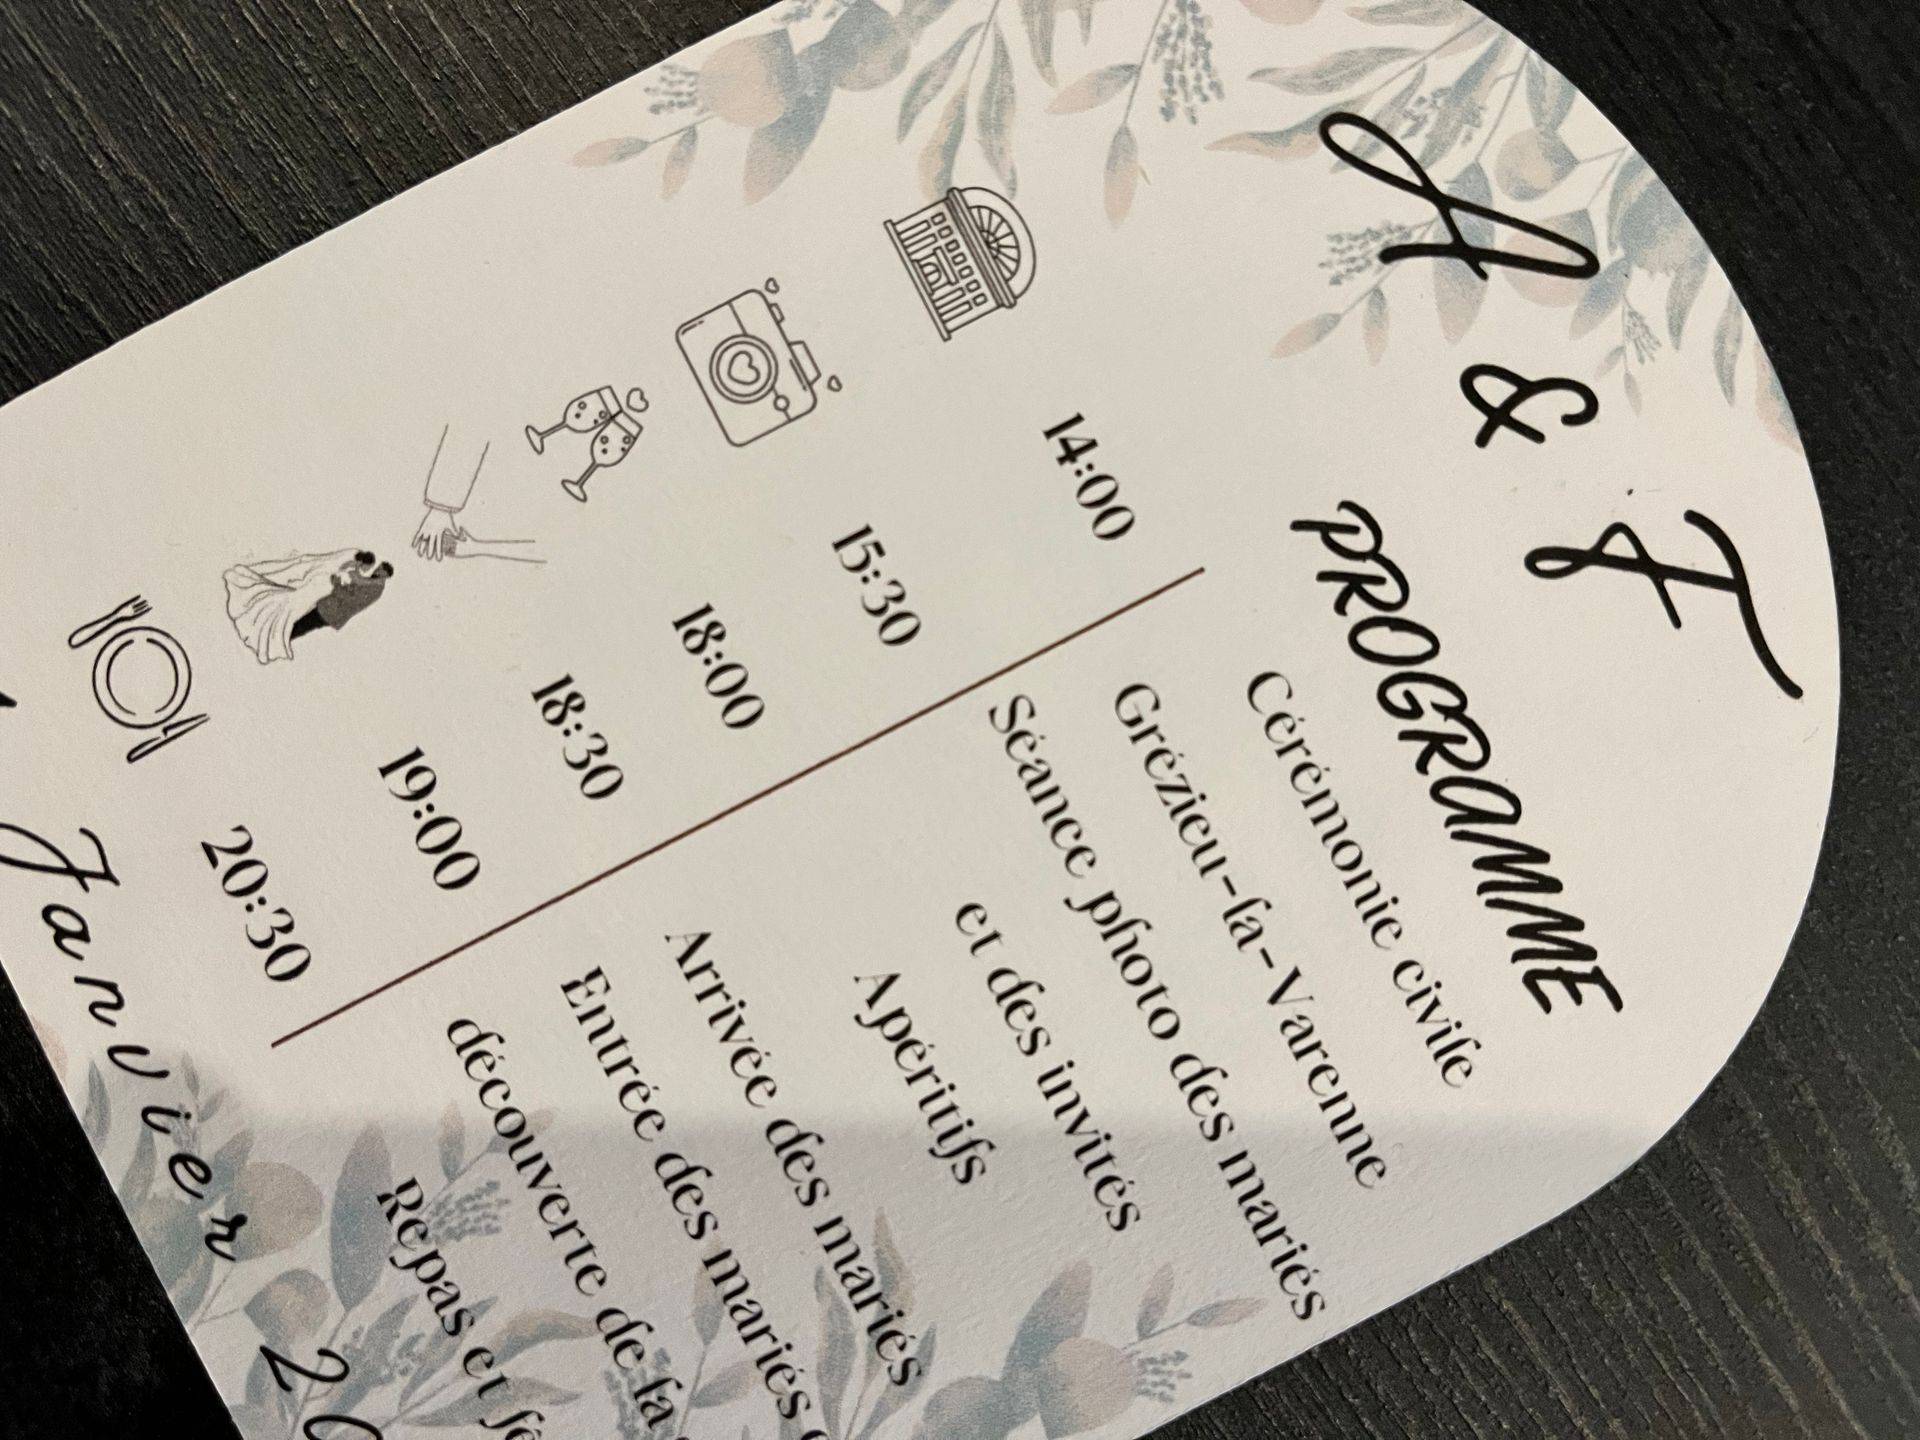 A & F
PROGRAMME
14:00
Cérémonie civile
Grézieu-la-Varenne
15:30
Séance photo des mariés
et des invités
18:00
Apéritifs
18:30
Arrivée des mariés
19:00
Entrée des mariés
découverte de la
20:30
Repas et
Janvier